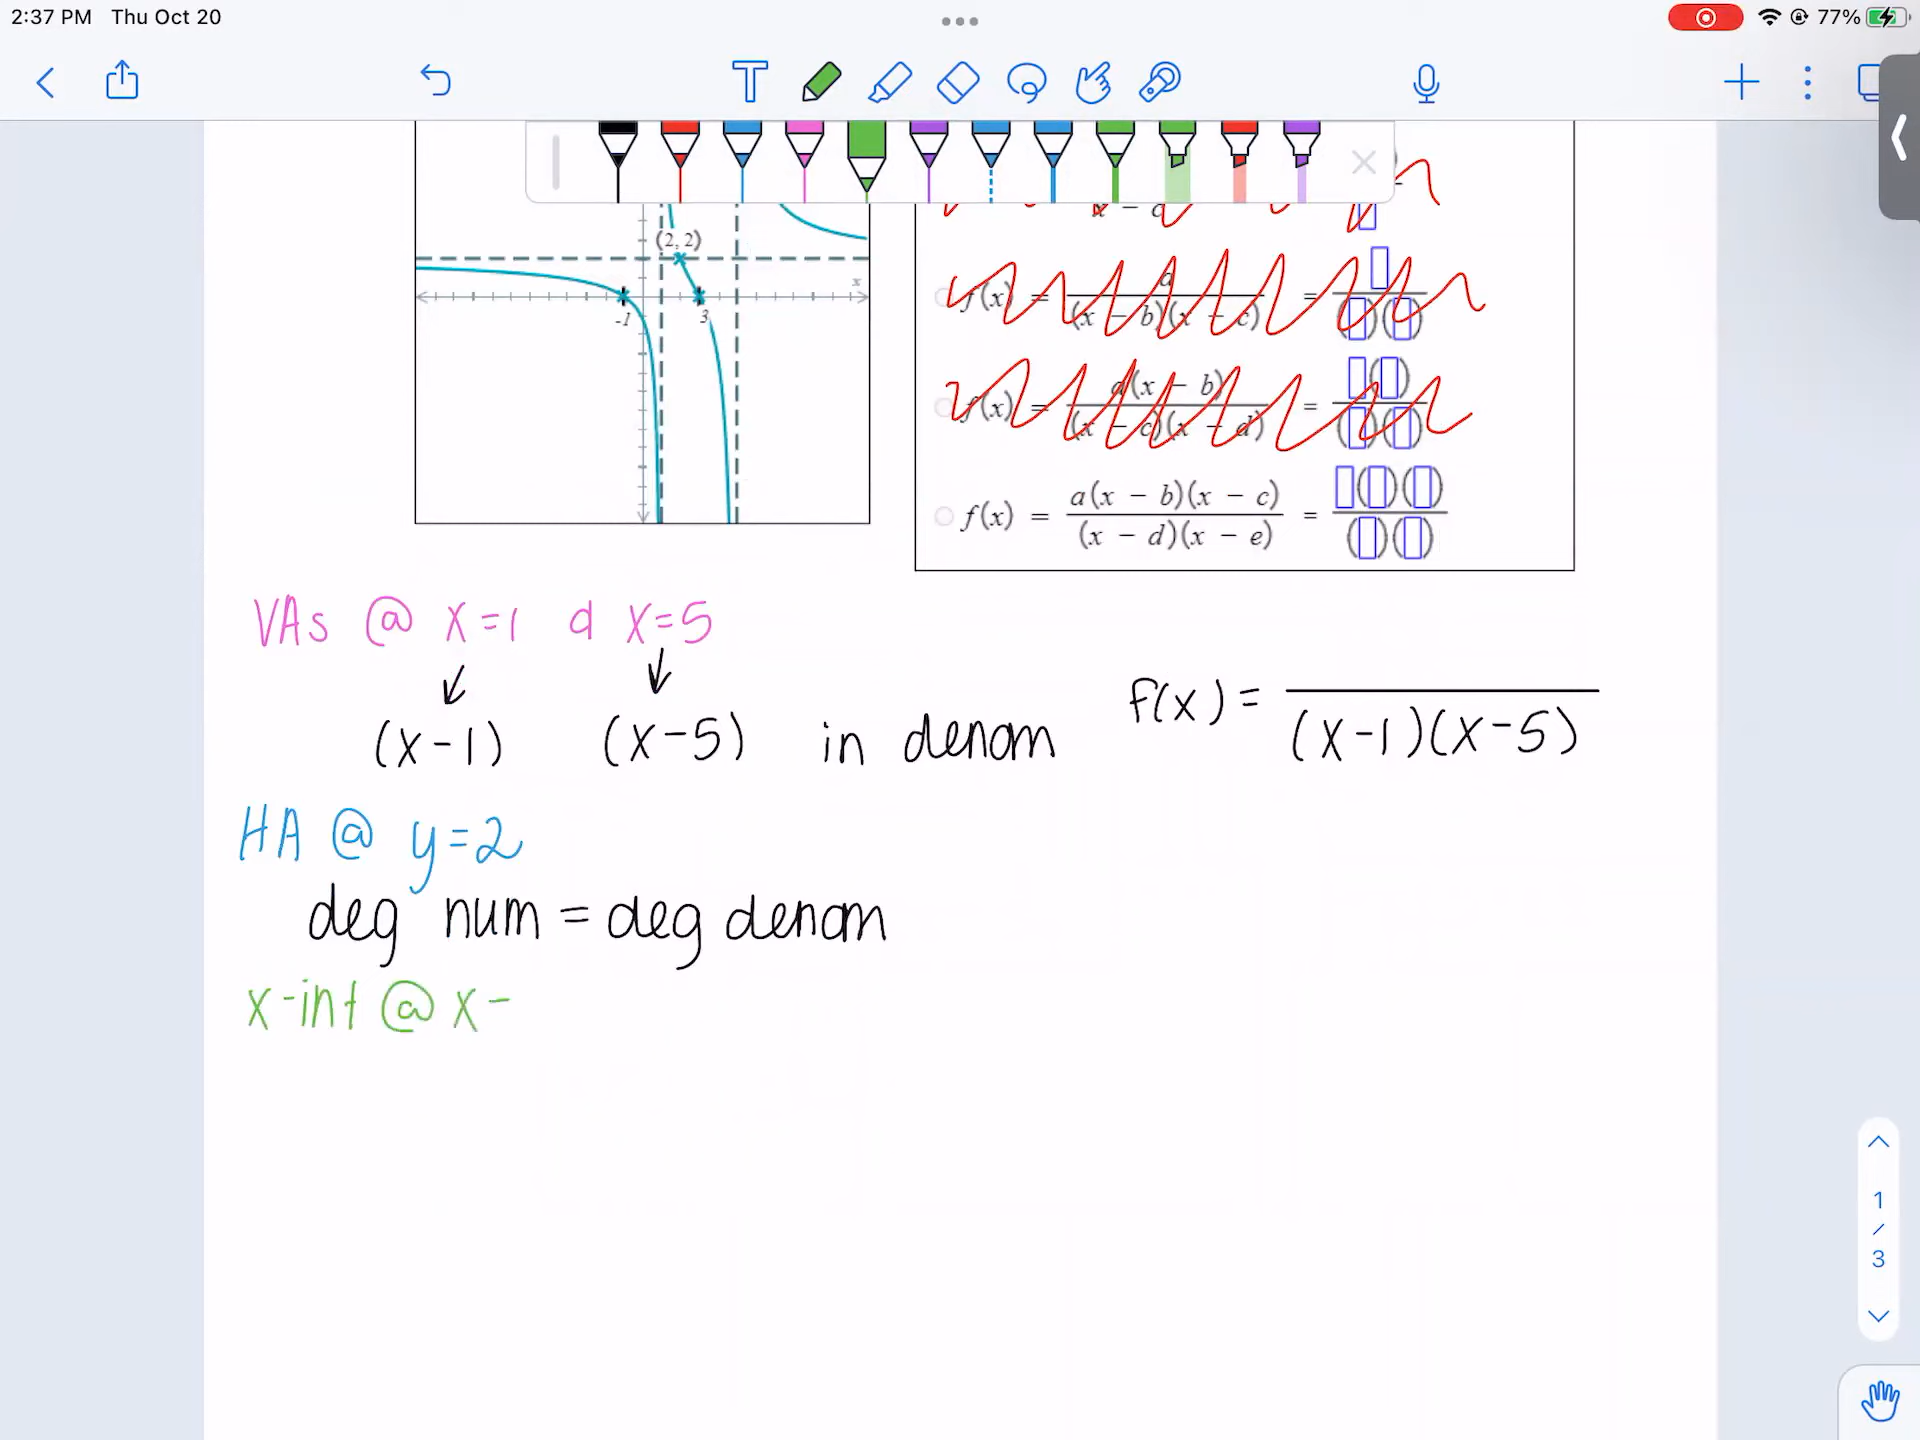 2:37 PM Thu Oct 20
77%
(2, 2)
x
-1
3
x - c
f(x) = a / (x - b)(x - c) = ▯ / (▯)(▯)
f(x) = a(x - b) / (x - c)(x - d) = ▯(▯) / (▯)(▯)
f(x) = a(x - b)(x - c) / (x - d)(x - e) = ▯(▯)(▯) / (▯)(▯)
VAs @ x=1 d x=5
(x-1) (x-5) in denom
f(x) = / (x-1)(x-5)
HA @ y=2
deg num = deg denom
x-int @ x-
1
/
3